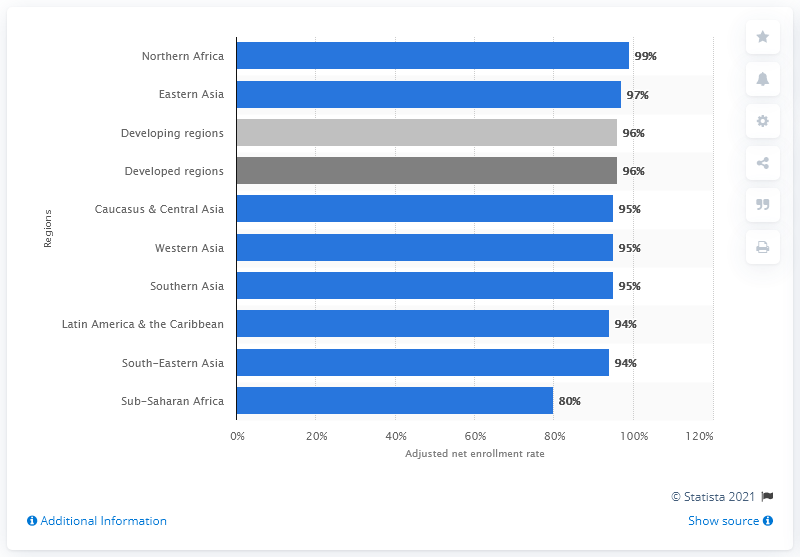 Northern Africa 99%
Eastern Asia 97%
Developing regions 96%
Developed regions 96%
Caucasus & Central Asia 95%
Western Asia 95%
Southern Asia 95%
Latin America & the Caribbean 94%
South-Eastern Asia 94%
Sub-Saharan Africa 80%
Regions
0% 20% 40% 60% 80% 100% 120%
Adjusted net enrollment rate
© Statista 2021
Additional Information
Show source